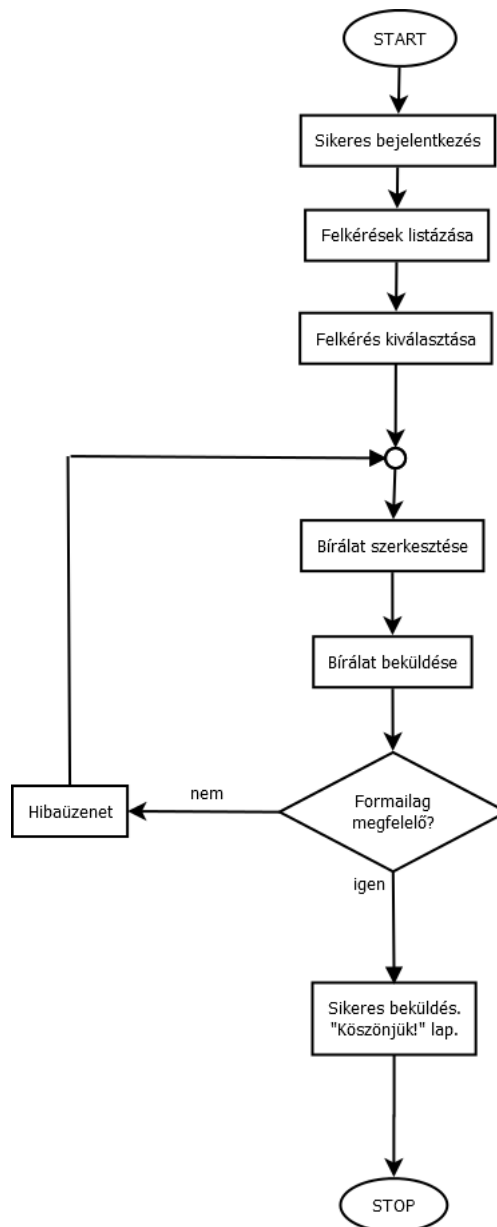 START
Sikeres bejelentkezés
Felkérések listázása
Felkérés kiválasztása
Bírálat szerkesztése
Bírálat beküldése
Formailag
megfelelő?
nem
Hibaüzenet
igen
Sikeres beküldés.
"Köszönjük!" lap.
STOP